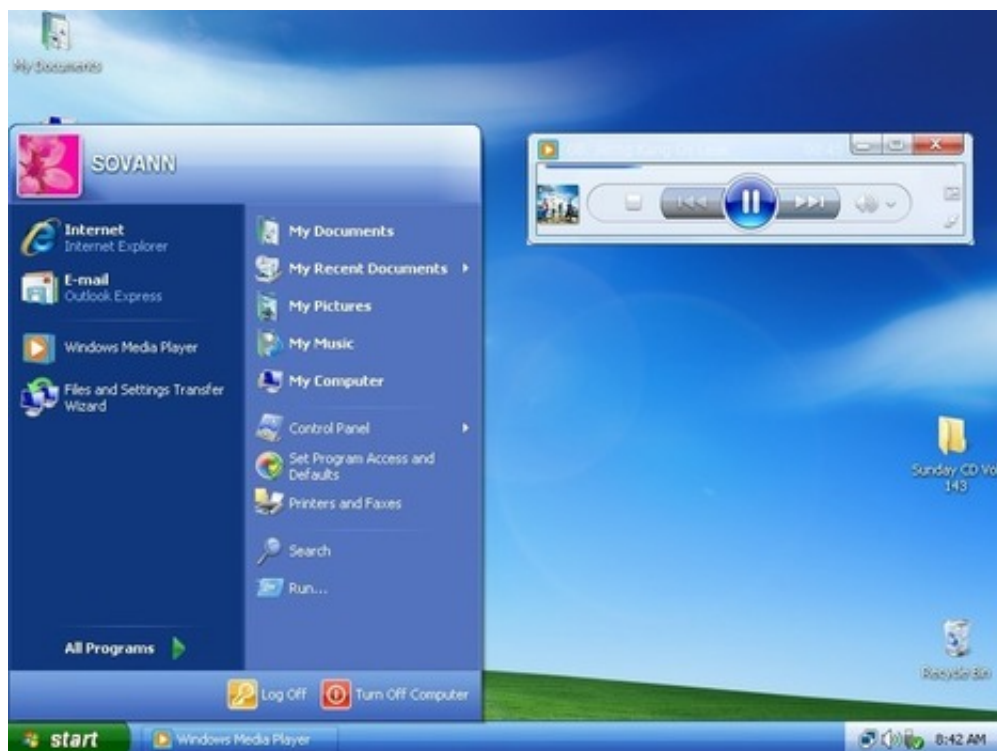 My Documents
SOVANN
Internet
Internet Explorer
E-mail
Outlook Express
Windows Media Player
Files and Settings Transfer
Wizard
All Programs
My Documents
My Recent Documents
My Pictures
My Music
My Computer
Control Panel
Set Program Access and
Defaults
Printers and Faxes
Search
Run...
Log Off
Turn Off Computer
Sunday CD Vo
143
Recycle Bin
start
Windows Media Player
8:42 AM